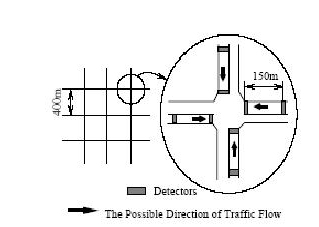 150m
400m
Detectors
The Possible Direction of Traffic Flow